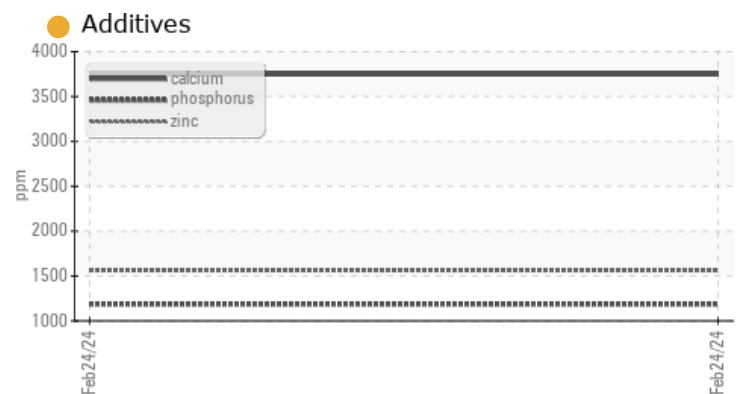 Additives
4000
calcium
3500
phosphorus
zinc
3000
2500
ppm
2000
1500
1000
Feb24/24
Feb24/24